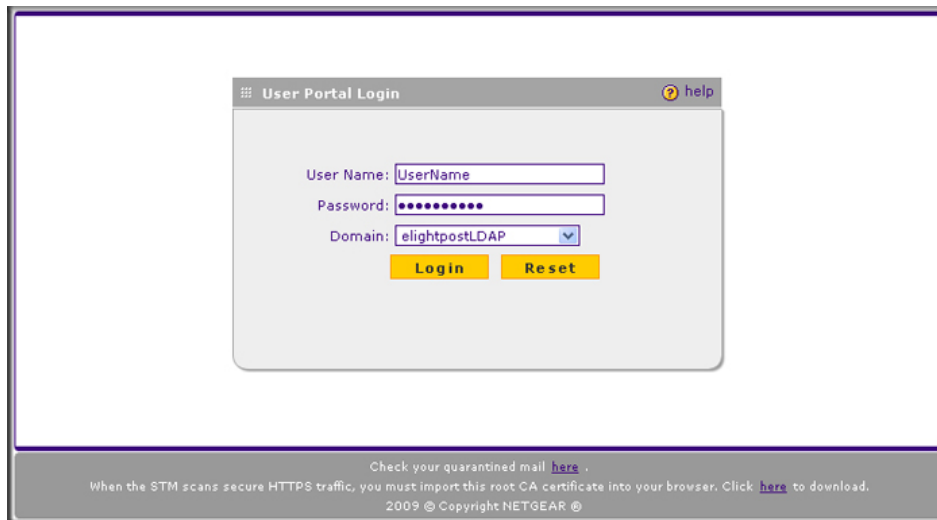 User Portal Login
help
User Name: UserName
Password: ••••••••••
Domain: elightpostLDAP
Login Reset
Check your quarantined mail here .
When the STM scans secure HTTPS traffic, you must import this root CA certificate into your browser. Click here to download.
2009 © Copyright NETGEAR ®